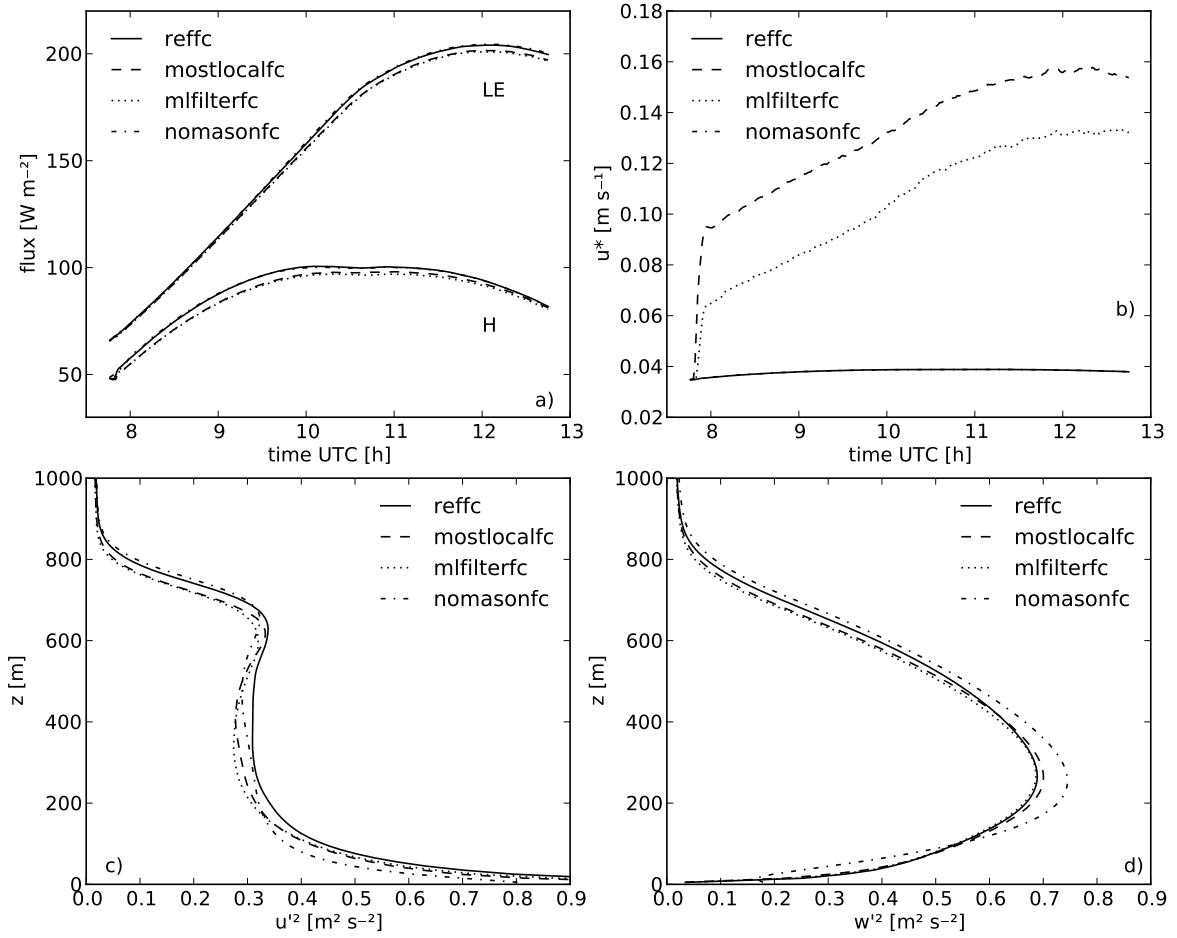 200
150
100
50
flux [W m⁻²]
reffc
mostlocalfc
mlfilterfc
nomasonfc
LE
H
a)
8 9 10 11 12 13
time UTC [h]
0.18
0.16
0.14
0.12
0.10
0.08
0.06
0.04
0.02
u* [m s⁻¹]
reffc
mostlocalfc
mlfilterfc
nomasonfc
b)
8 9 10 11 12 13
time UTC [h]
1000
800
600
400
200
0
z [m]
reffc
mostlocalfc
mlfilterfc
nomasonfc
c)
0.0 0.1 0.2 0.3 0.4 0.5 0.6 0.7 0.8 0.9
u'² [m² s⁻²]
1000
800
600
400
200
0
z [m]
reffc
mostlocalfc
mlfilterfc
nomasonfc
d)
0.0 0.1 0.2 0.3 0.4 0.5 0.6 0.7 0.8 0.9
w'² [m² s⁻²]